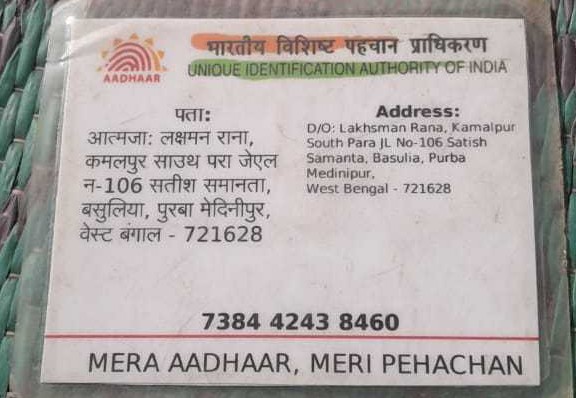 AADHAAR
भारतीय विशिष्ट पहचान प्राधिकरण
UNIQUE IDENTIFICATION AUTHORITY OF INDIA
पता:
आत्मजा: लक्षमन राना,
कमलपुर साउथ परा जेएल
न-106 सतीश समानता,
बसुलिया, पुरबा मेदिनीपुर,
वेस्ट बंगाल - 721628
Address:
D/O: Lakhsman Rana, Kamalpur
South Para JL No-106 Satish
Samanta, Basulia, Purba
Medinipur,
West Bengal - 721628
7384 4243 8460
MERA AADHAAR, MERI PEHACHAN